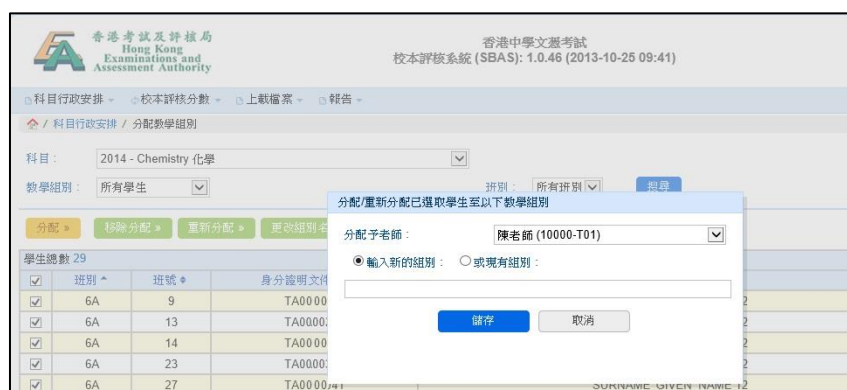 香港考試及評核局
Hong Kong
Examinations and
Assessment Authority
香港中學文憑考試
校本評核系統 (SBAS): 1.0.46 (2013-10-25 09:41)
科目行政安排 校本評核分數 上載檔案 報告
/ 科目行政安排 / 分配教學組別
科目 : 2014 - Chemistry 化學
教學組別 : 所有學生 班別 : 所有班別 搜尋
分配 » 移除分配 » 重新分配 » 更改組別名
分配/重新分配已選取學生至以下教學組別
分配予老師 : 陳老師 (10000-T01)
輸入新的組別 : 或現有組別 :
儲存 取消
學生總數 29
班別 班號 身分證明文件
6A 9 TA0000 2
6A 13 TA0000 2
6A 14 TA0000 2
6A 23 TA0000 2
6A 27 SURNAME GIVEN_NAME